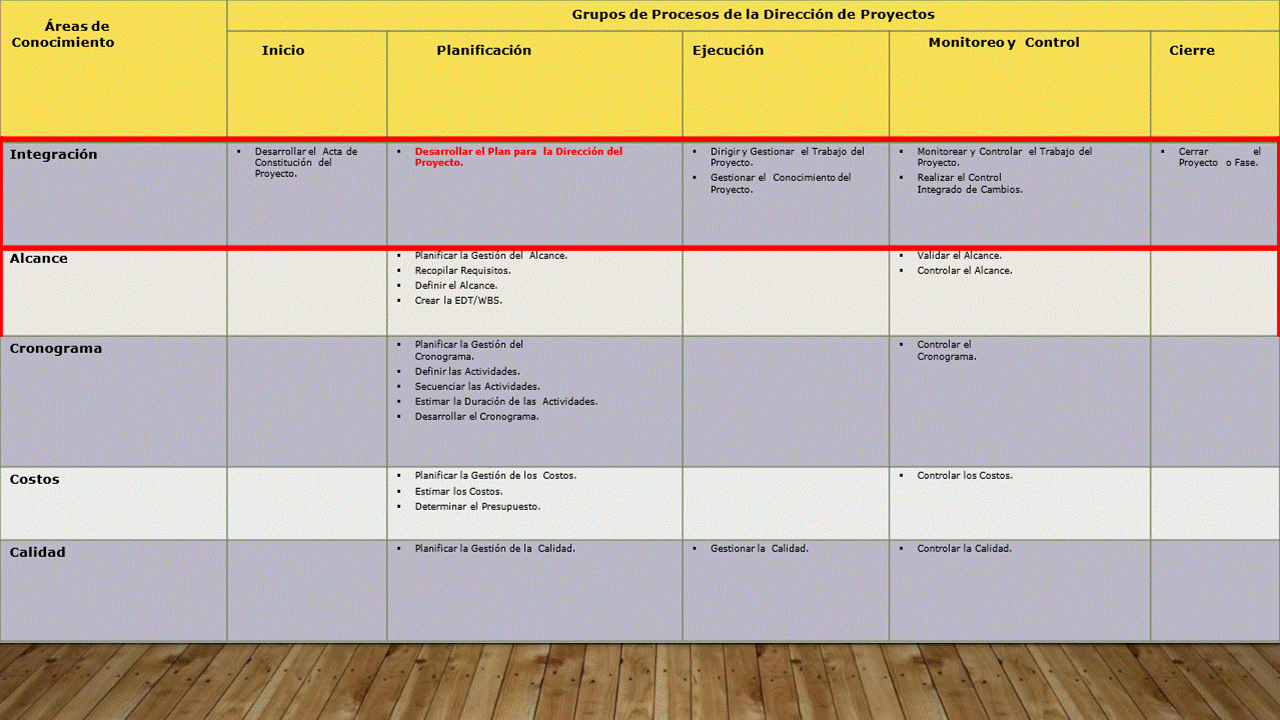 Áreas de
Conocimiento
Grupos de Procesos de la Dirección de Proyectos
Inicio
Planificación
Ejecución
Monitoreo y Control
Cierre
Integración
Desarrollar el Acta de
Constitución del
Proyecto.
Desarrollar el Plan para la Dirección del
Proyecto.
Dirigir y Gestionar el Trabajo del
Proyecto.
Gestionar el Conocimiento del
Proyecto.
Monitorear y Controlar el Trabajo del
Proyecto.
Realizar el Control
Integrado de Cambios.
Cerrar el
Proyecto o Fase.
Alcance
Planificar la Gestión del Alcance.
Recopilar Requisitos.
Definir el Alcance.
Crear la EDT/WBS.
Validar el Alcance.
Controlar el Alcance.
Cronograma
Planificar la Gestión del
Cronograma.
Definir las Actividades.
Secuenciar las Actividades.
Estimar la Duración de las Actividades.
Desarrollar el Cronograma.
Controlar el
Cronograma.
Costos
Planificar la Gestión de los Costos.
Estimar los Costos.
Determinar el Presupuesto.
Controlar los Costos.
Calidad
Planificar la Gestión de la Calidad.
Gestionar la Calidad.
Controlar la Calidad.